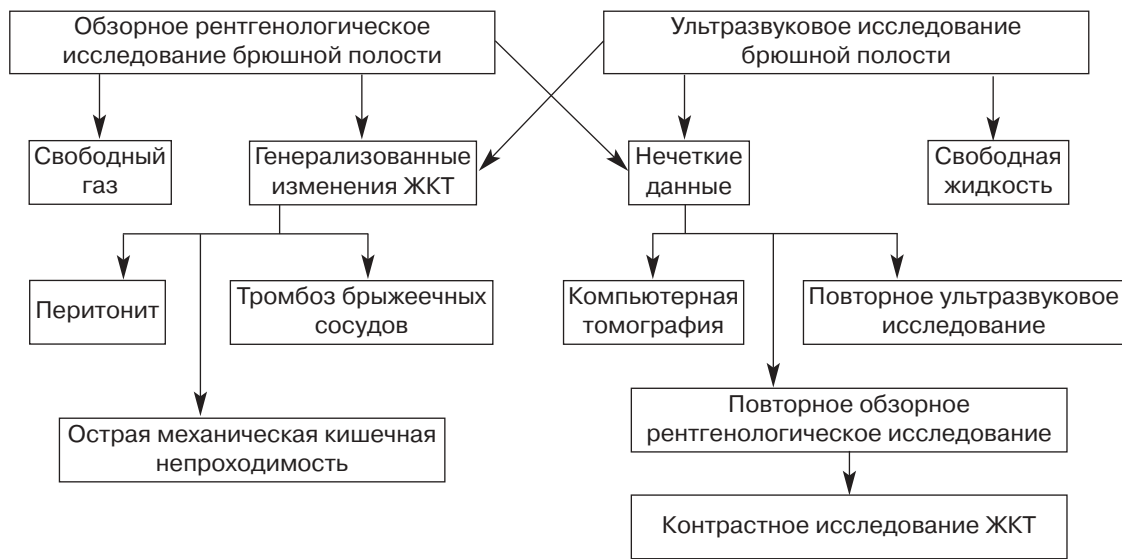 Обзорное рентгенологическое
исследование брюшной полости
Ультразвуковое исследование
брюшной полости
Свободный
газ
Генерализованные
изменения ЖКТ
Нечеткие
данные
Свободная
жидкость
Перитонит
Тромбоз брыжеечных
сосудов
Компьютерная
томография
Повторное ультразвуковое
исследование
Острая механическая кишечная
непроходимость
Повторное обзорное
рентгенологическое исследование
Контрастное исследование ЖКТ